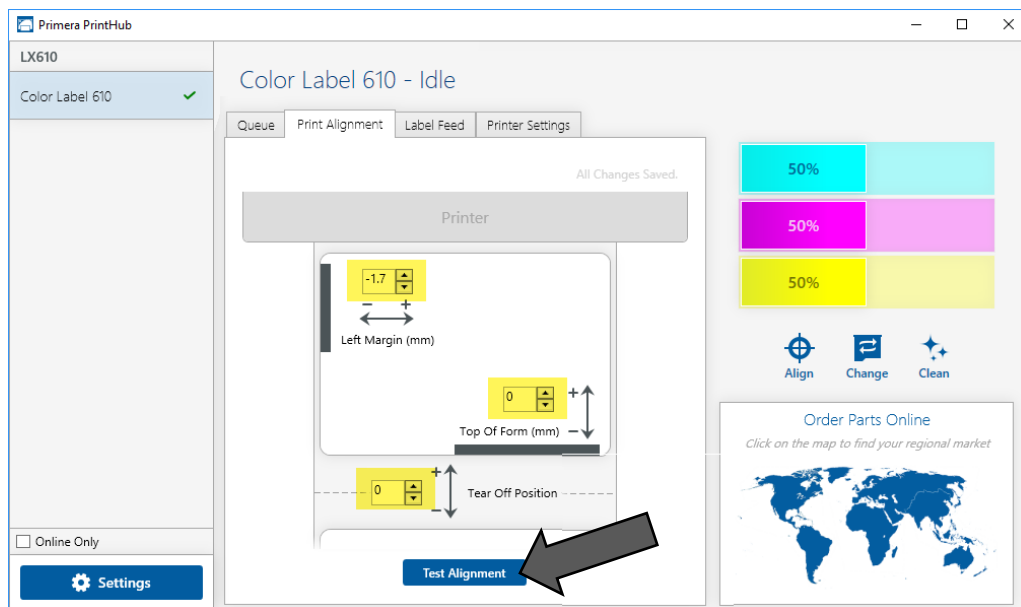 Primera PrintHub
LX610
Color Label 610
Color Label 610 - Idle
Queue Print Alignment Label Feed Printer Settings
All Changes Saved.
Printer
-1.7
- +
Left Margin (mm)
0
+
Top Of Form (mm) -
+
0
Tear Off Position
-
Test Alignment
50%
50%
50%
Align Change Clean
Order Parts Online
Click on the map to find your regional market
Online Only
Settings